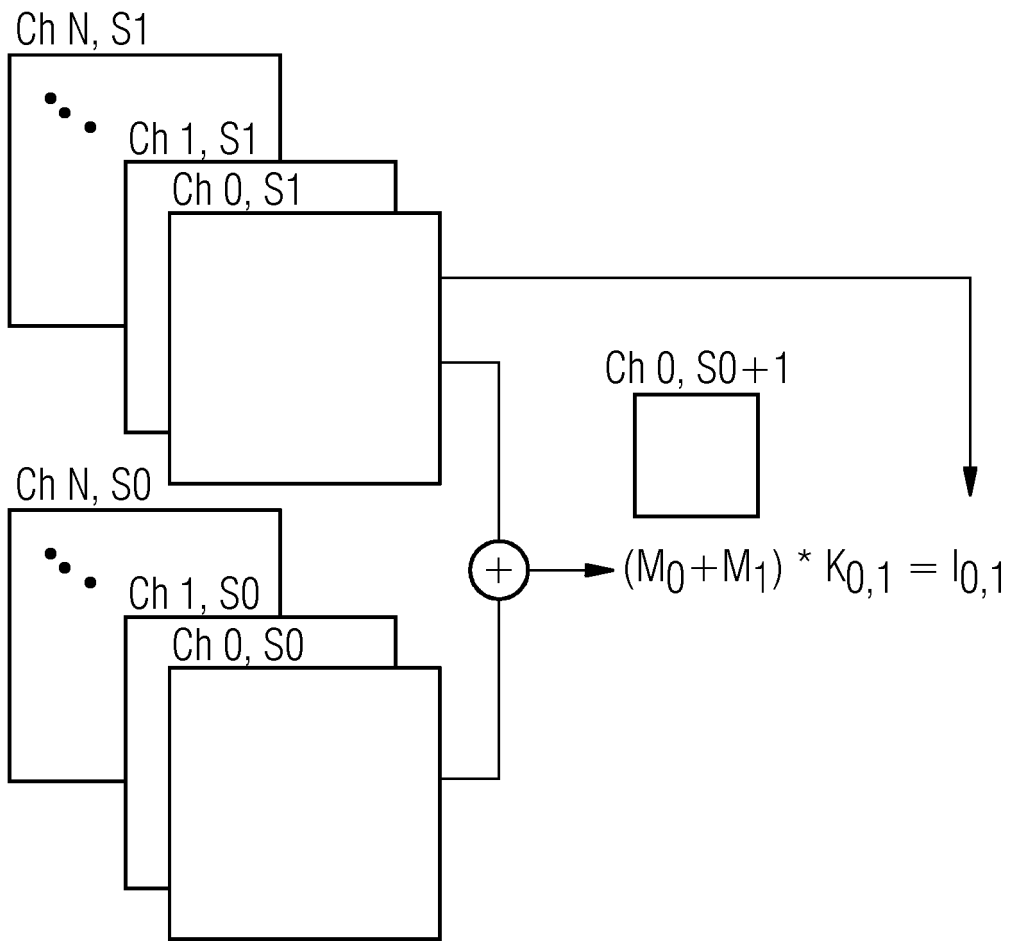 Ch N, S1
Ch 1, S1
Ch 0, S1
Ch 0, S0+1
Ch N, S0
(M0+M1) * K0,1 = I0,1
Ch 1, S0
Ch 0, S0